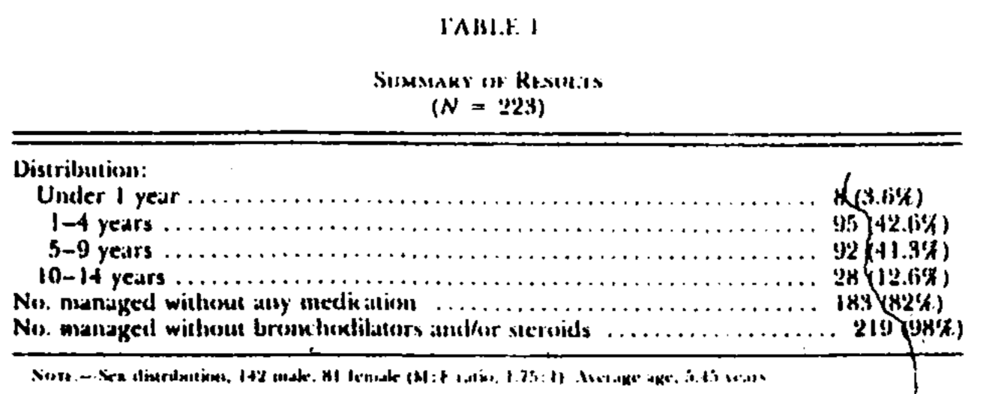 TABLE 1
SUMMARY OF RESULTS
(N = 223)
Distribution:
Under 1 year ........................................................ 8 (3.6%)
1–4 years ........................................................ 95 (42.6%)
5–9 years ........................................................ 92 (41.3%)
10–14 years ........................................................ 28 (12.6%)
No. managed without any medication ................................. 183 (82%)
No. managed without bronchodilators and/or steroids .................... 219 (98%)
NOTE.—Sex distribution, 142 male, 81 female (M:F ratio, 1.75:1) Average age, 5.45 years